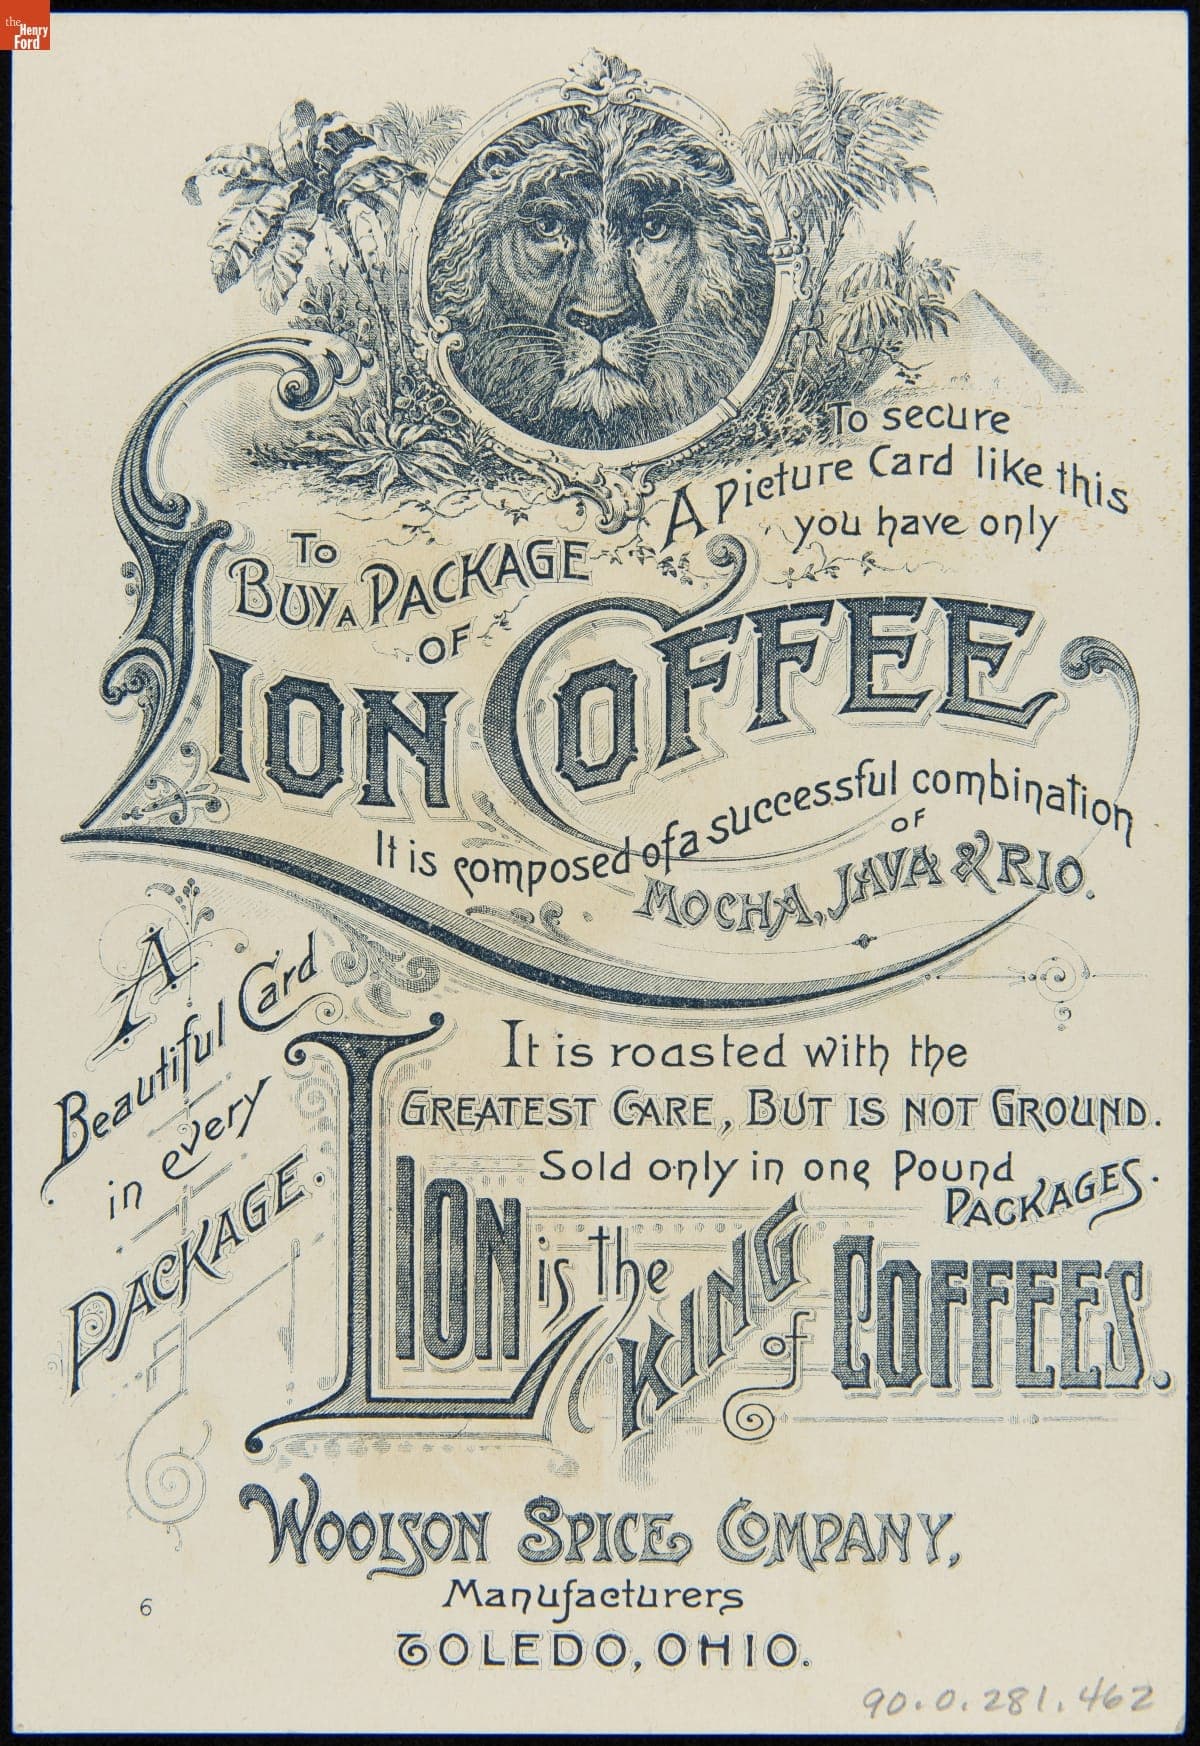 the
Henry
Ford
To secure
A Picture Card like this
you have only
To
Buy a Package
of
Lion Coffee
It is composed of a successful combination
of
Mocha, Java & Rio.
A
Beautiful Card
in every
Package.
It is roasted with the
Greatest Care, But is not Ground.
Sold only in one Pound
Packages.
Lion is the King of Coffees.
Woolson Spice Company,
Manufacturers
Toledo, Ohio.
6
90.0.281.462